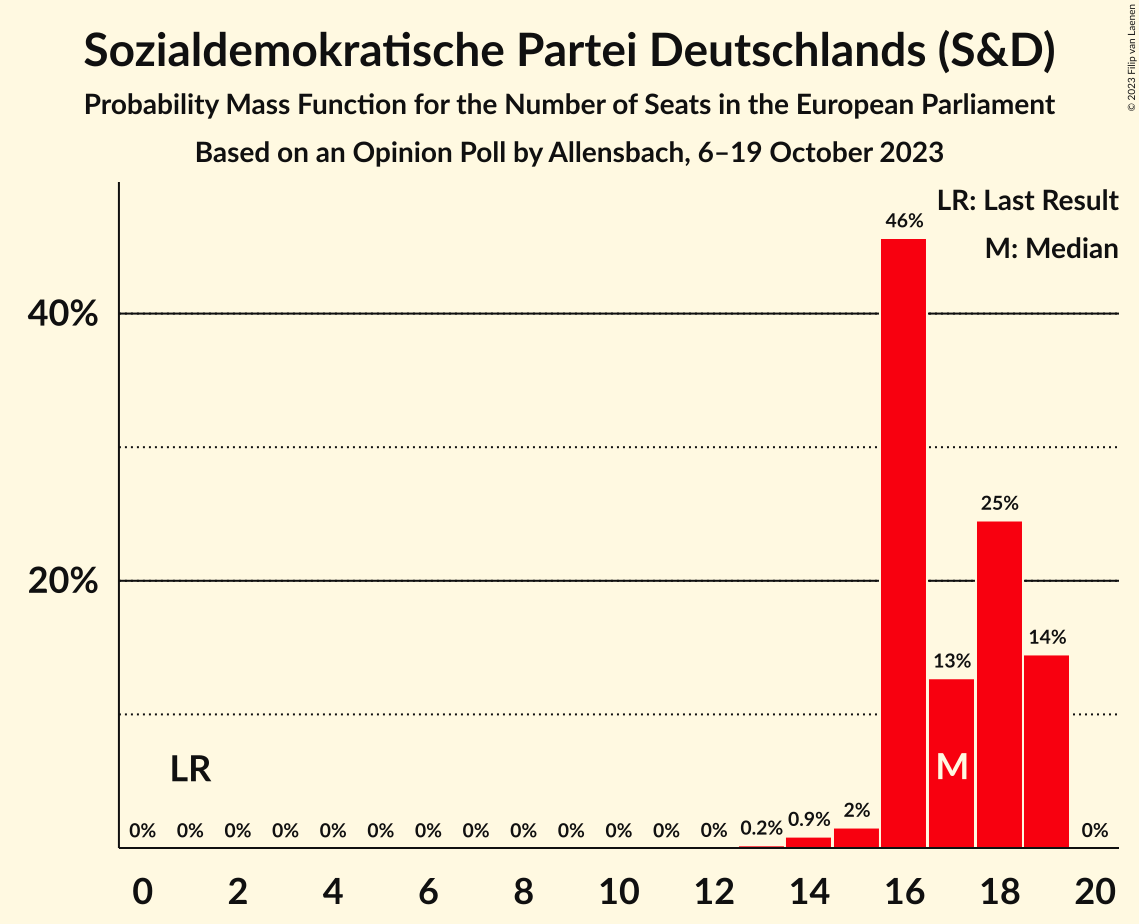 Sozialdemokratische Partei Deutschlands (S&D)
Probability Mass Function for the Number of Seats in the European Parliament
Based on an Opinion Poll by Allensbach, 6–19 October 2023
© 2023 Filip van Laenen
LR: Last Result
M: Median
46%
40%
25%
20%
14%
13%
LR
M
0% 0% 0% 0% 0% 0% 0% 0% 0% 0% 0% 0% 0% 0.2% 0.9% 2% 0%
0 2 4 6 8 10 12 14 16 18 20